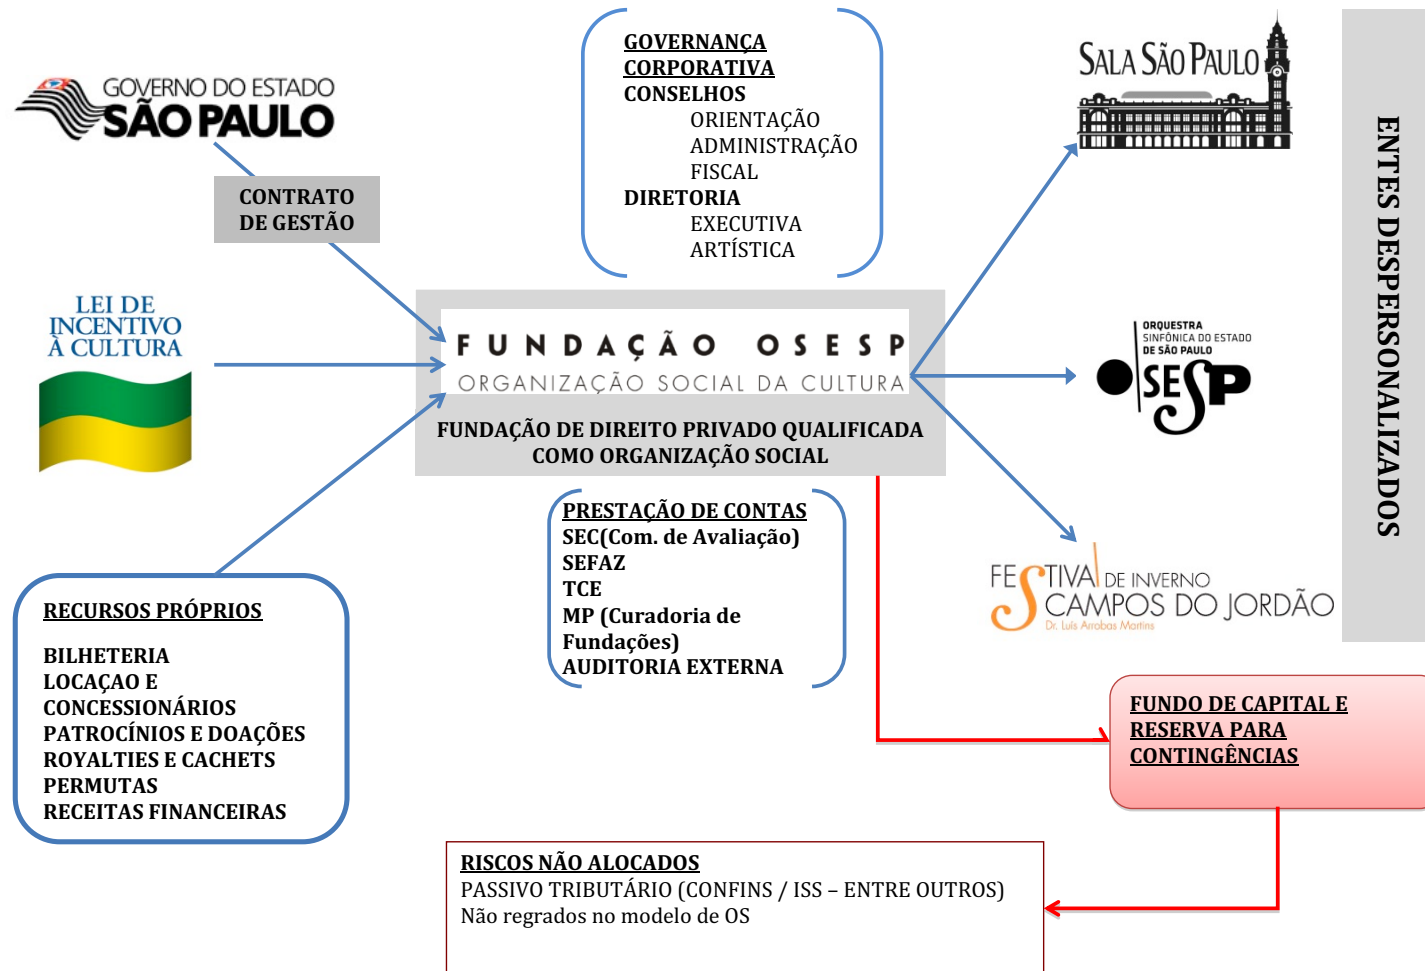 GOVERNO DO ESTADO
SÃO PAULO
CONTRATO
DE GESTÃO
LEI DE
INCENTIVO
À CULTURA
RECURSOS PRÓPRIOS
BILHETERIA
LOCAÇAO E
CONCESSIONÁRIOS
PATROCÍNIOS E DOAÇÕES
ROYALTIES E CACHETS
PERMUTAS
RECEITAS FINANCEIRAS
GOVERNANÇA
CORPORATIVA
CONSELHOS
ORIENTAÇÃO
ADMINISTRAÇÃO
FISCAL
DIRETORIA
EXECUTIVA
ARTÍSTICA
FUNDAÇÃO OSESP
ORGANIZAÇÃO SOCIAL DA CULTURA
FUNDAÇÃO DE DIREITO PRIVADO QUALIFICADA
COMO ORGANIZAÇÃO SOCIAL
PRESTAÇÃO DE CONTAS
SEC(Com. de Avaliação)
SEFAZ
TCE
MP (Curadoria de
Fundações)
AUDITORIA EXTERNA
SALA SÃO PAULO
ORQUESTRA
SINFÔNICA DO ESTADO
DE SÃO PAULO
OSESP
FESTIVAL DE INVERNO
CAMPOS DO JORDÃO
Dr. Luís Arrobas Martins
ENTES DESPERSONALIZADOS
FUNDO DE CAPITAL E
RESERVA PARA
CONTINGÊNCIAS
RISCOS NÃO ALOCADOS
PASSIVO TRIBUTÁRIO (CONFINS / ISS – ENTRE OUTROS)
Não regrados no modelo de OS